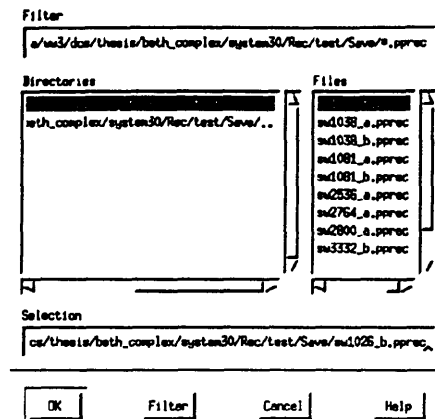 Filter
a/ww3/dcs/thesis/beth_complex/system30/Rec/test/Save/*.pprec
Directories
Files
eth_complex/system30/Rec/test/Save/..
sw1038_a.pprec
sw1038_b.pprec
sw1081_a.pprec
sw1081_b.pprec
sw2536_a.pprec
sw2764_a.pprec
sw2800_a.pprec
sw3332_b.pprec
Selection
cs/thesis/beth_complex/system30/Rec/test/Save/sw1026_b.pprec
OK
Filter
Cancel
Help